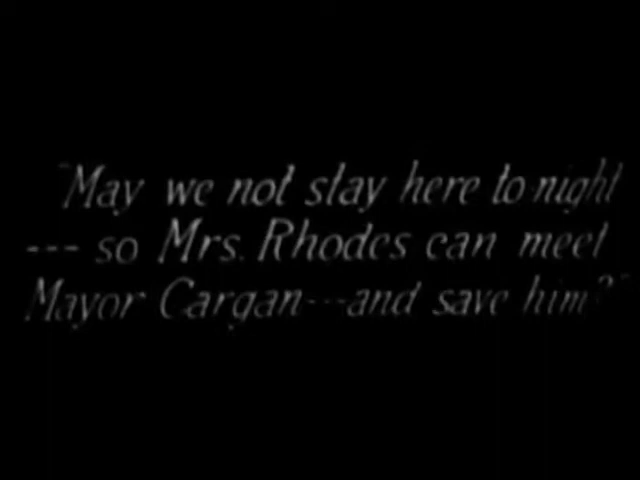 "May we not stay here to-night
--- so Mrs. Rhodes can meet
Mayor Cargan---and save him?"